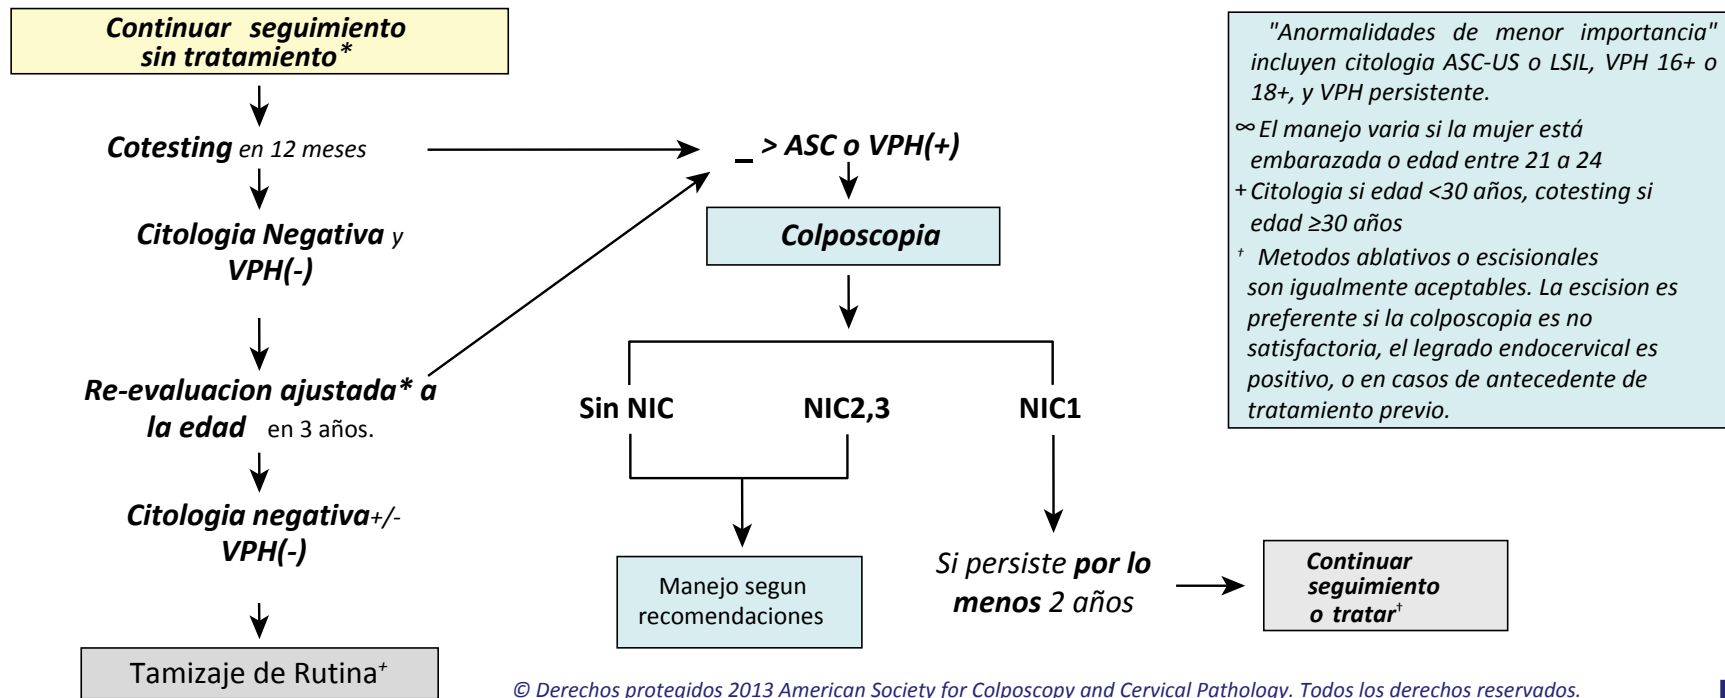 Continuar seguimiento
sin tratamiento*
Cotesting en 12 meses
Citologia Negativa y
VPH(-)
Re-evaluacion ajustada* a
la edad en 3 años.
Citologia negativa+/-
VPH(-)
Tamizaje de Rutina+
_ > ASC o VPH(+)
Colposcopia
Sin NIC
NIC2,3
NIC1
Manejo segun
recomendaciones
Si persiste por lo
menos 2 años
Continuar
seguimiento
o tratar†
"Anormalidades de menor importancia"
incluyen citologia ASC-US o LSIL, VPH 16+ o
18+, y VPH persistente.
∞ El manejo varia si la mujer está
embarazada o edad entre 21 a 24
+ Citologia si edad <30 años, cotesting si
edad ≥30 años
† Metodos ablativos o escisionales
son igualmente aceptables. La escision es
preferente si la colposcopia es no
satisfactoria, el legrado endocervical es
positivo, o en casos de antecedente de
tratamiento previo.
© Derechos protegidos 2013 American Society for Colposcopy and Cervical Pathology. Todos los derechos reservados.